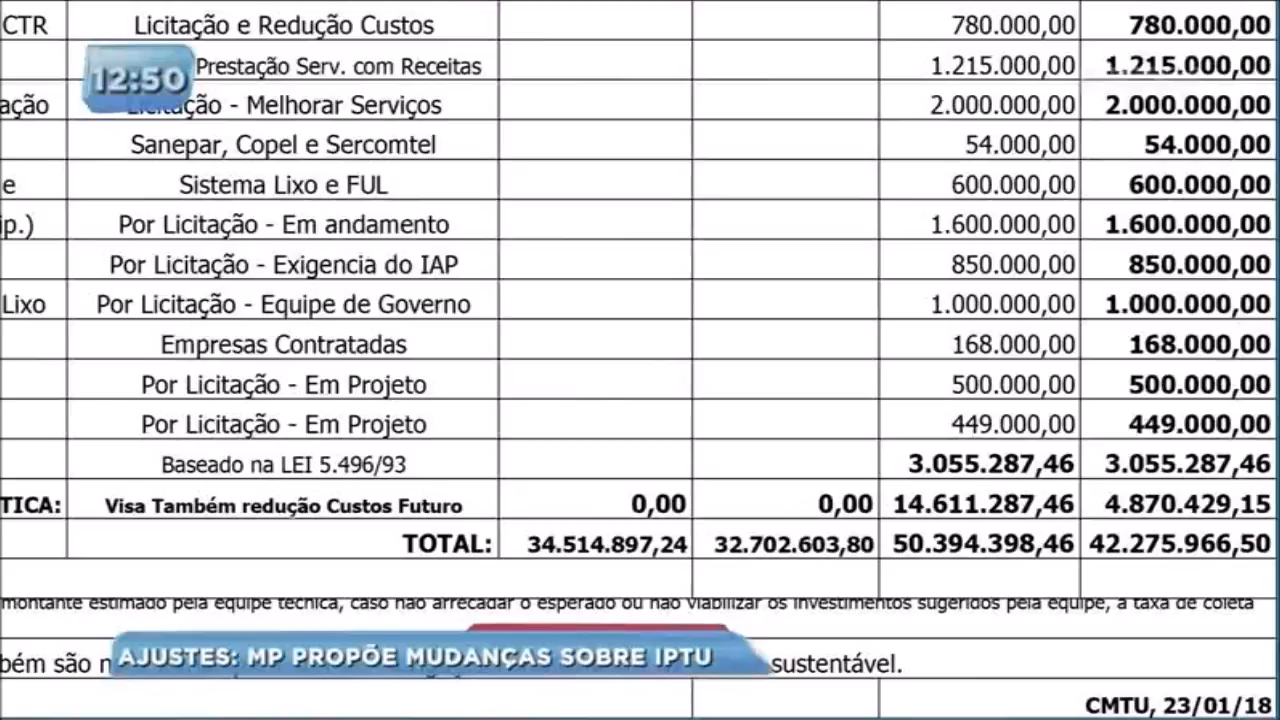 CTR Licitação e Redução Custos 780.000,00 780.000,00
12:50 Prestação Serv. com Receitas 1.215.000,00 1.215.000,00
ação Licitação - Melhorar Serviços 2.000.000,00 2.000.000,00
Sanepar, Copel e Sercomtel 54.000,00 54.000,00
e Sistema Lixo e FUL 600.000,00 600.000,00
ip.) Por Licitação - Em andamento 1.600.000,00 1.600.000,00
Por Licitação - Exigencia do IAP 850.000,00 850.000,00
Lixo Por Licitação - Equipe de Governo 1.000.000,00 1.000.000,00
Empresas Contratadas 168.000,00 168.000,00
Por Licitação - Em Projeto 500.000,00 500.000,00
Por Licitação - Em Projeto 449.000,00 449.000,00
Baseado na LEI 5.496/93 3.055.287,46 3.055.287,46
TICA: Visa Também redução Custos Futuro 0,00 0,00 14.611.287,46 4.870.429,15
TOTAL: 34.514.897,24 32.702.603,80 50.394.398,46 42.275.966,50
montante estimado pela equipe técnica, caso não arrecadar o esperado ou não viabilizar os investimentos sugeridos pela equipe, a taxa de coleta
bém são sustentável.
AJUSTES: MP PROPÕE MUDANÇAS SOBRE IPTU
CMTU, 23/01/18